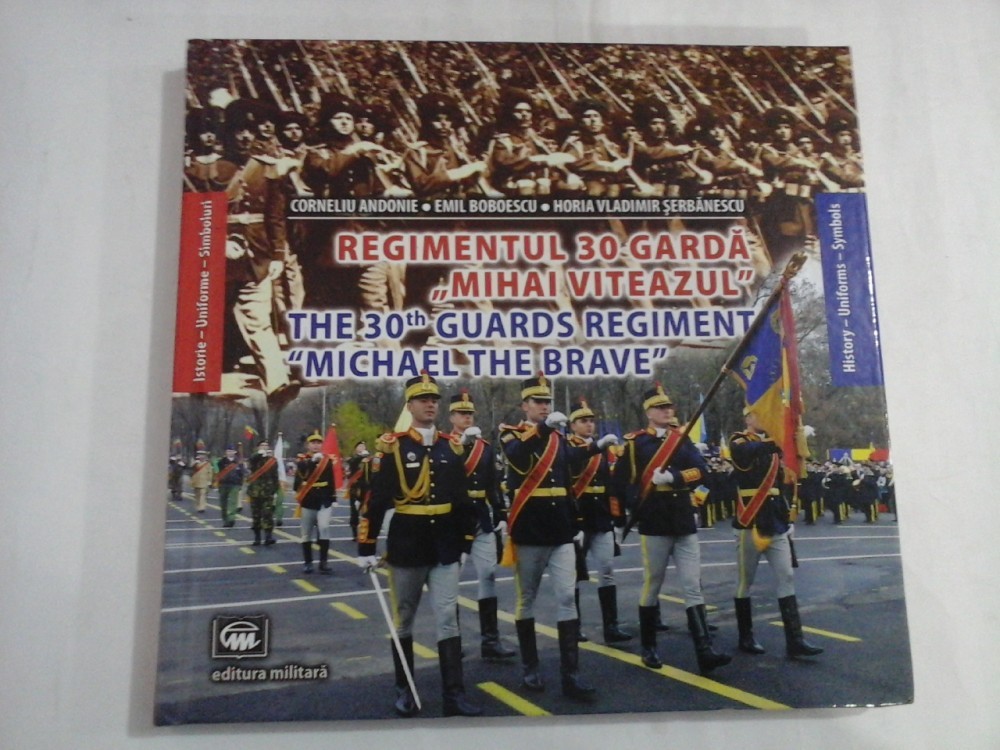 CORNELIU ANDONIE • EMIL BOBOESCU • HORIA VLADIMIR ŞERBĂNESCU
REGIMENTUL 30 GARDĂ
„MIHAI VITEAZUL”
THE 30th GUARDS REGIMENT
“MICHAEL THE BRAVE”
Istorie – Uniforme – Simboluri
History – Uniforms – Symbols
editura militară